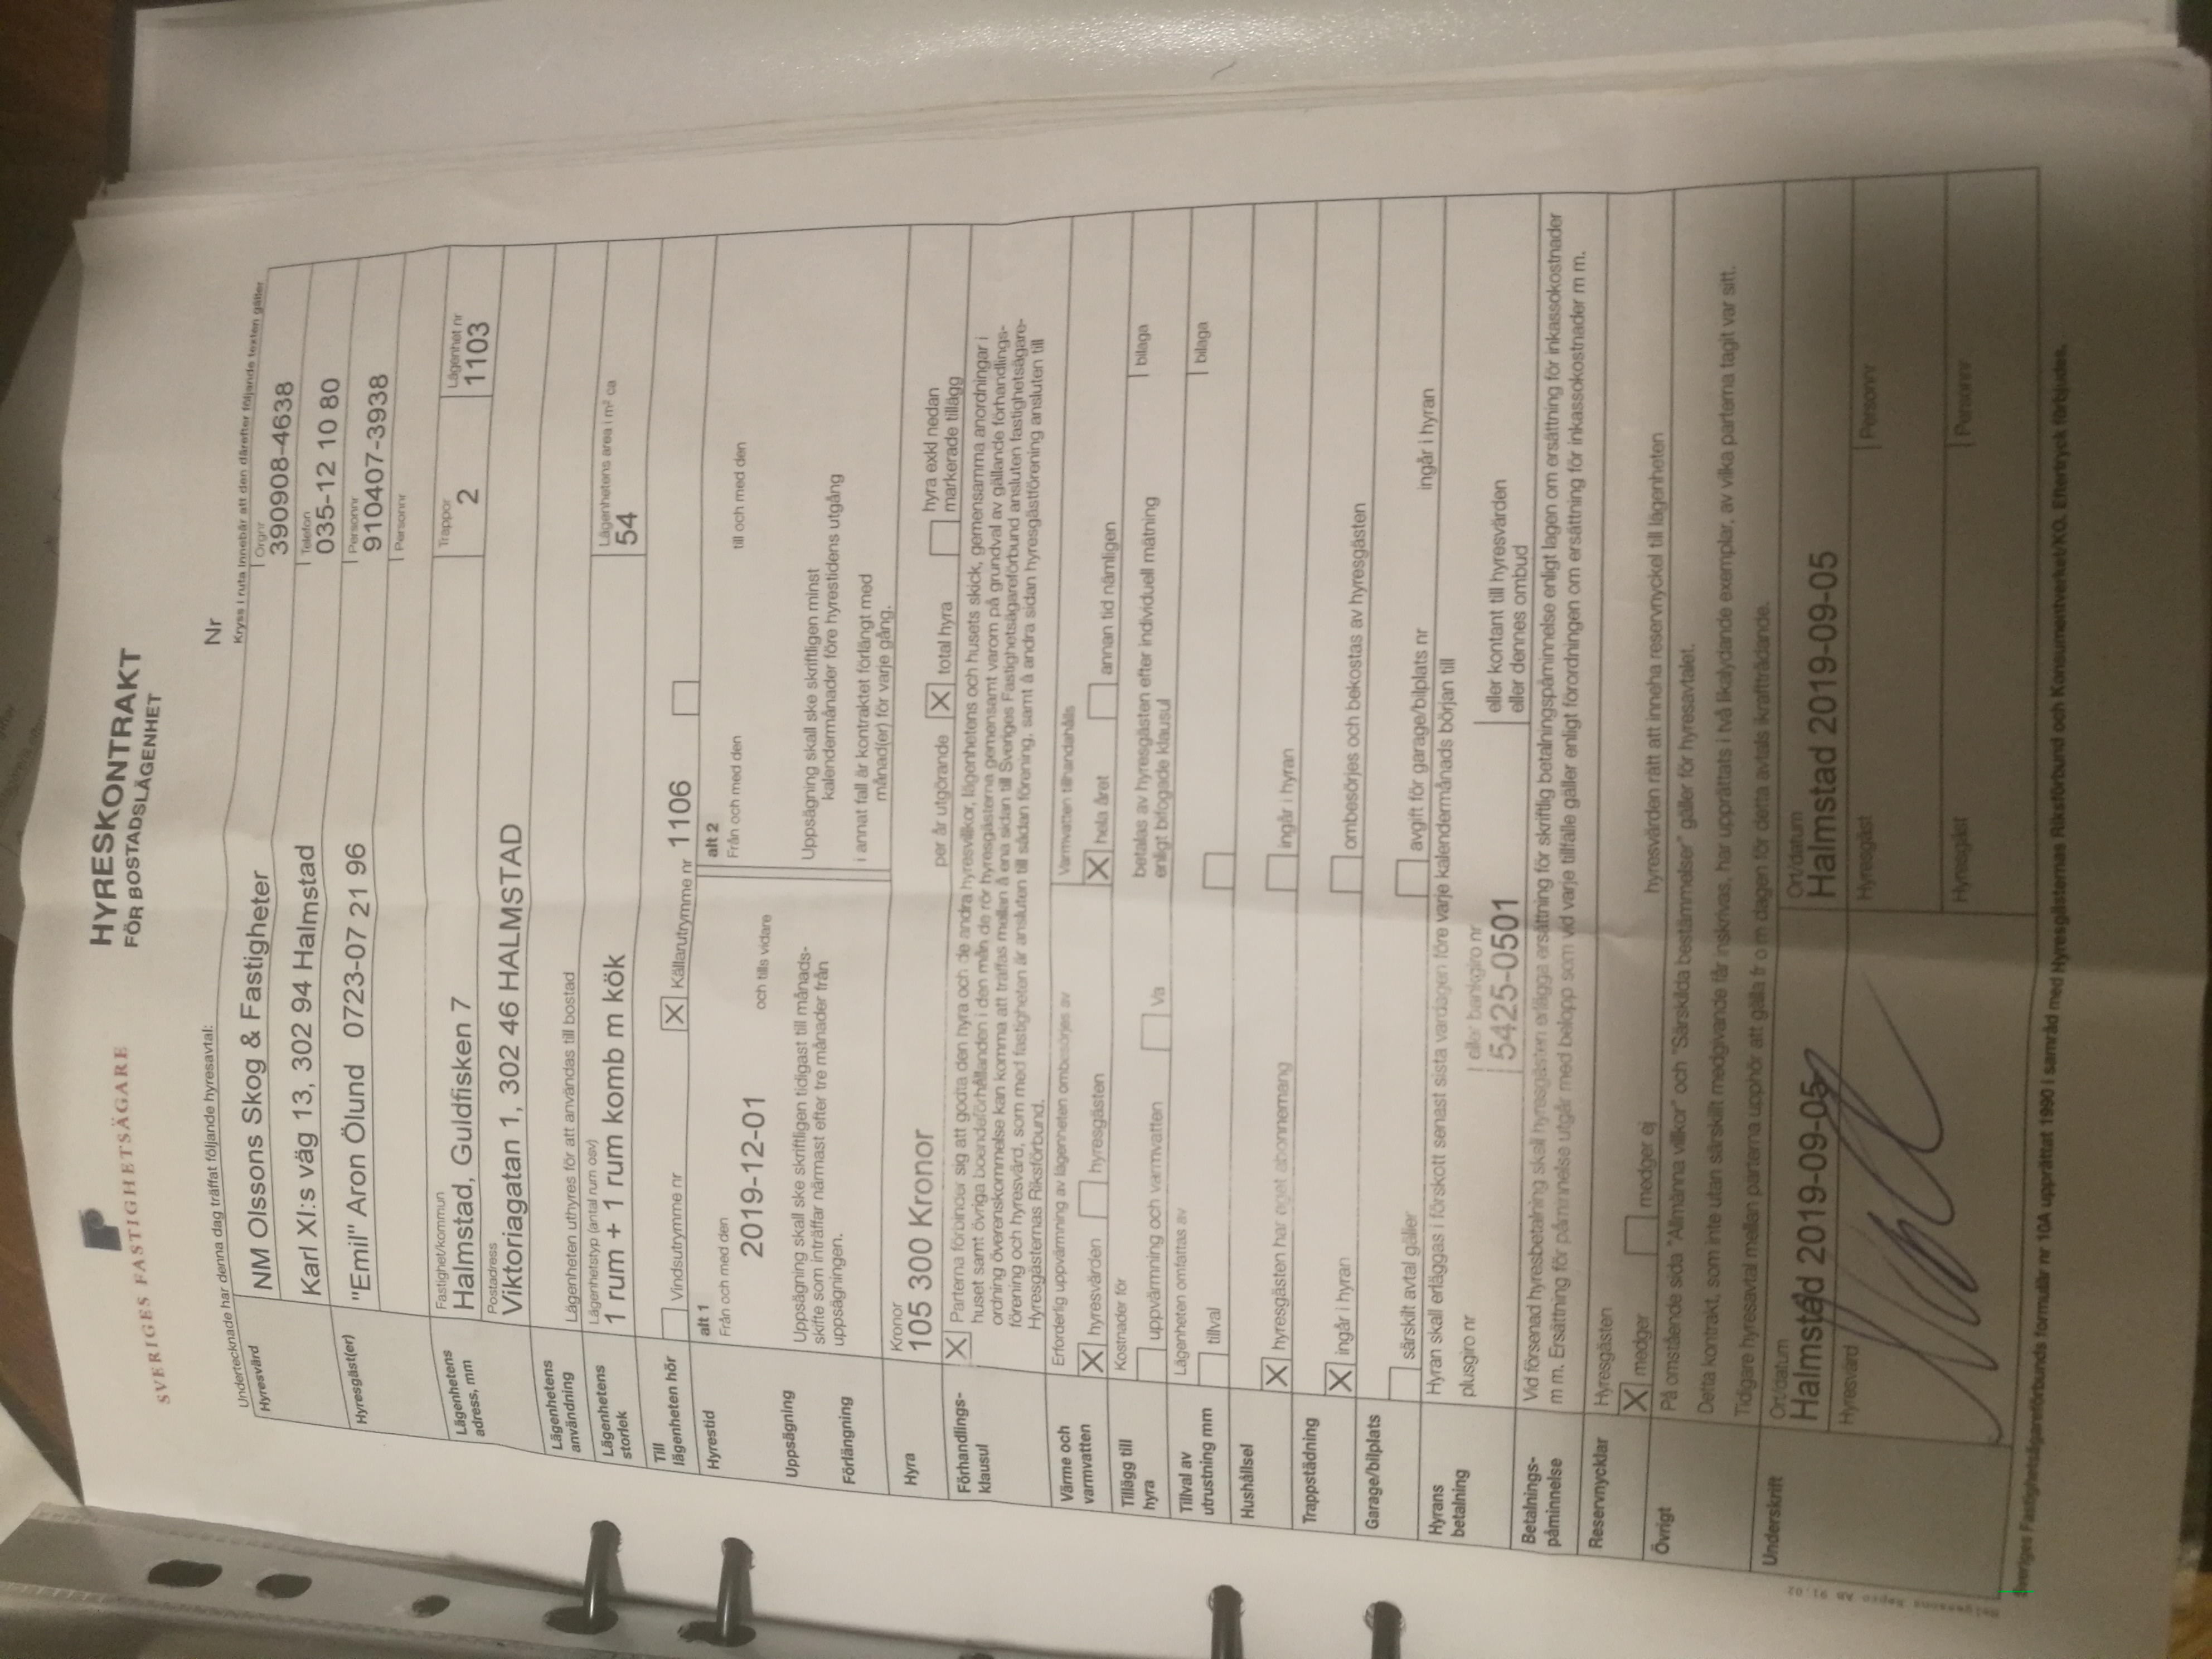 SVERIGES FASTIGHETSÄGARE
HYRESKONTRAKT
FÖR BOSTADSLÄGENHET
Nr
Undertecknade har denna dag träffat följande hyresavtal:
Kryss i ruta innebär att den därefter följande texten gäller
Hyresvärd
NM Olssons Skog & Fastigheter
Orgnr
390908-4638
Karl XI:s väg 13, 302 94 Halmstad
Telefon
035-12 10 80
Hyresgäst(er)
"Emil" Aron Ölund 0723-07 21 96
Personnr
910407-3938
Personnr
Lägenhetens adress, mm
Fastighet/kommun
Halmstad, Guldfisken 7
Trappor
2
Lägenhet nr
1103
Postadress
Viktoriagatan 1, 302 46 HALMSTAD
Lägenhetens användning
Lägenheten uthyres för att användas till bostad
Lägenhetens storlek
Lägenhetstyp (antal rum osv)
1 rum + 1 rum komb m kök
Lägenhetens area i m² ca
54
Till lägenheten hör
Vindsutrymme nr
X Källarutrymme nr 1106
Hyrestid
alt 1
Från och med den
2019-12-01
och tills vidare
alt 2
Från och med den
till och med den
Uppsägning
Uppsägning skall ske skriftligen tidigast till månads-
skifte som inträffar närmast efter tre månader från
uppsägningen.
Uppsägning skall ske skriftligen minst
kalendermånader före hyrestidens utgång
Förlängning
i annat fall är kontraktet förlängt med
månad(er) för varje gång.
Hyra
Kronor
105 300 Kronor
per år utgörande
X total hyra
hyra exkl nedan
markerade tillägg
Förhandlings-
klausul
X Parterna förbinder sig att godta den hyra och de andra hyresvillkor, lägenhetens och husets skick, gemensamma anordningar i
huset samt övriga boendeförhållanden i den mån de rör hyresgästerna gemensamt varom på grundval av gällande förhandlings-
ordning överenskommelse kan komma att träffas mellan å ena sidan till Sveriges Fastighetsägareförbund ansluten fastighetsägare-
förening och hyresvärd, som med fastigheten är ansluten till sådan förening, samt å andra sidan hyresgästförening ansluten till
Hyresgästernas Riksförbund.
Värme och
varmvatten
Erforderlig uppvärmning av lägenheten ombesörjes av
X hyresvärden
hyresgästen
Varmvatten tillhandahålls
X hela året
annan tid nämligen
Tillägg till
hyra
Kostnader för
uppvärmning och varmvatten
Va
betalas av hyresgästen efter individuell mätning
enligt bifogade klausul
bilaga
Tillval av
utrustning mm
Lägenheten omfattas av
tillval
bilaga
Hushållsel
X hyresgästen har eget abonnemang
ingår i hyran
Trappstädning
X ingår i hyran
ombesörjes och bekostas av hyresgästen
Garage/bilplats
särskilt avtal gäller
avgift för garage/bilplats nr
ingår i hyran
Hyrans
betalning
Hyran skall erläggas i förskott senast sista vardagen före varje kalendermånads början till
plusgiro nr
eller bankgiro nr
5425-0501
eller kontant till hyresvärden
eller dennes ombud
Betalnings-
påminnelse
Vid försenad hyresbetalning skall hyresgästen erlägga ersättning för skriftlig betalningspåminnelse enligt lagen om ersättning för inkassokostnader
m m. Ersättning för påminnelse utgår med belopp som vid varje tillfälle gäller enligt förordningen om ersättning för inkassokostnader m m.
Reservnycklar
Hyresgästen
X medger
medger ej
hyresvärden rätt att inneha reservnyckel till lägenheten
Övrigt
På omstående sida "Allmänna villkor" och "Särskilda bestämmelser" gäller för hyresavtalet.
Detta kontrakt, som inte utan särskilt medgivande får inskrivas, har upprättats i två likalydande exemplar, av vilka parterna tagit var sitt.
Tidigare hyresavtal mellan parterna upphör att gälla fr o m dagen för detta avtals ikraftträdande.
Underskrift
Ort/datum
Halmstad 2019-09-05
Ort/datum
Halmstad 2019-09-05
Hyresvärd
Hyresgäst
Personnr
Hyresgäst
Personnr
Sveriges Fastighetsägareförbunds formulär nr 10A upprättat 1990 i samråd med Hyresgästernas Riksförbund och Konsumentverket/KO. Eftertryck förbjudes.